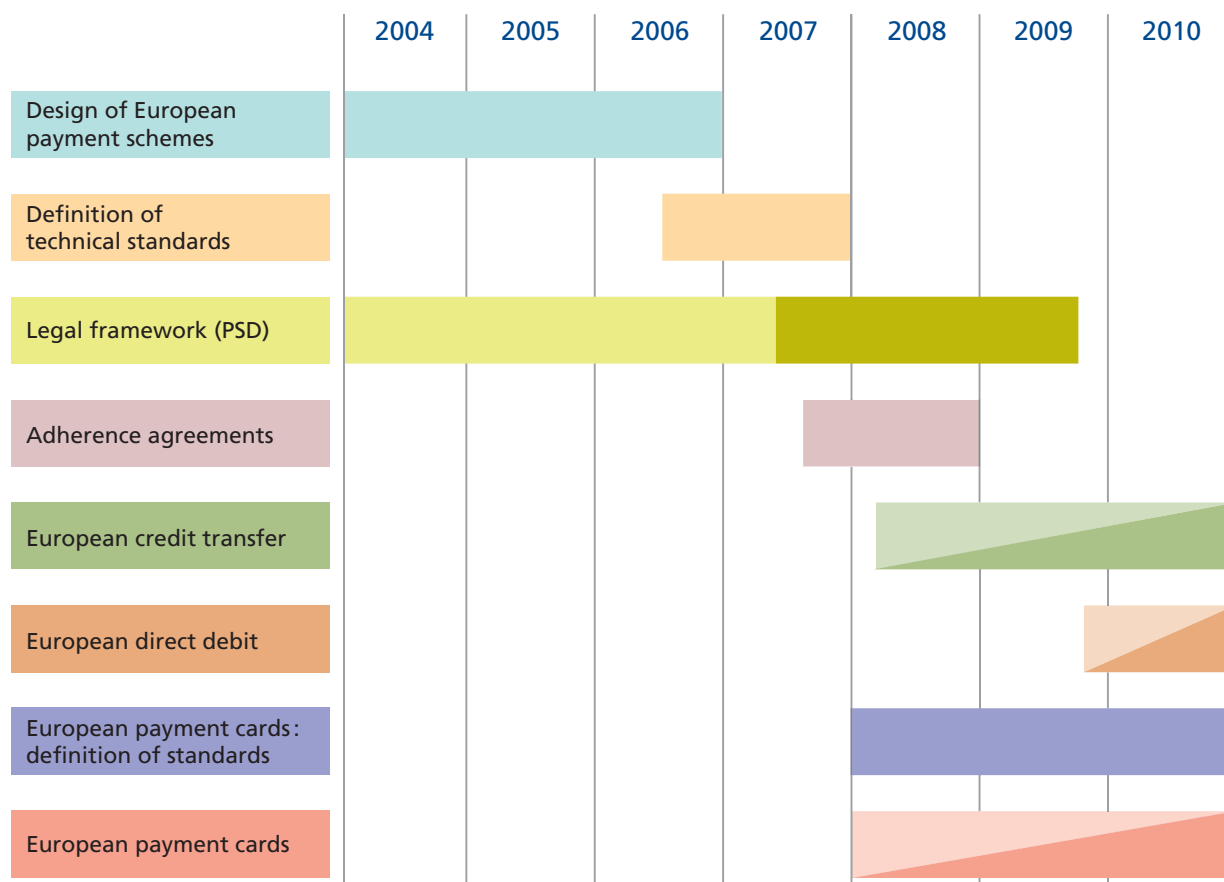 2004 2005 2006 2007 2008 2009 2010
Design of European
payment schemes
Definition of
technical standards
Legal framework (PSD)
Adherence agreements
European credit transfer
European direct debit
European payment cards :
definition of standards
European payment cards